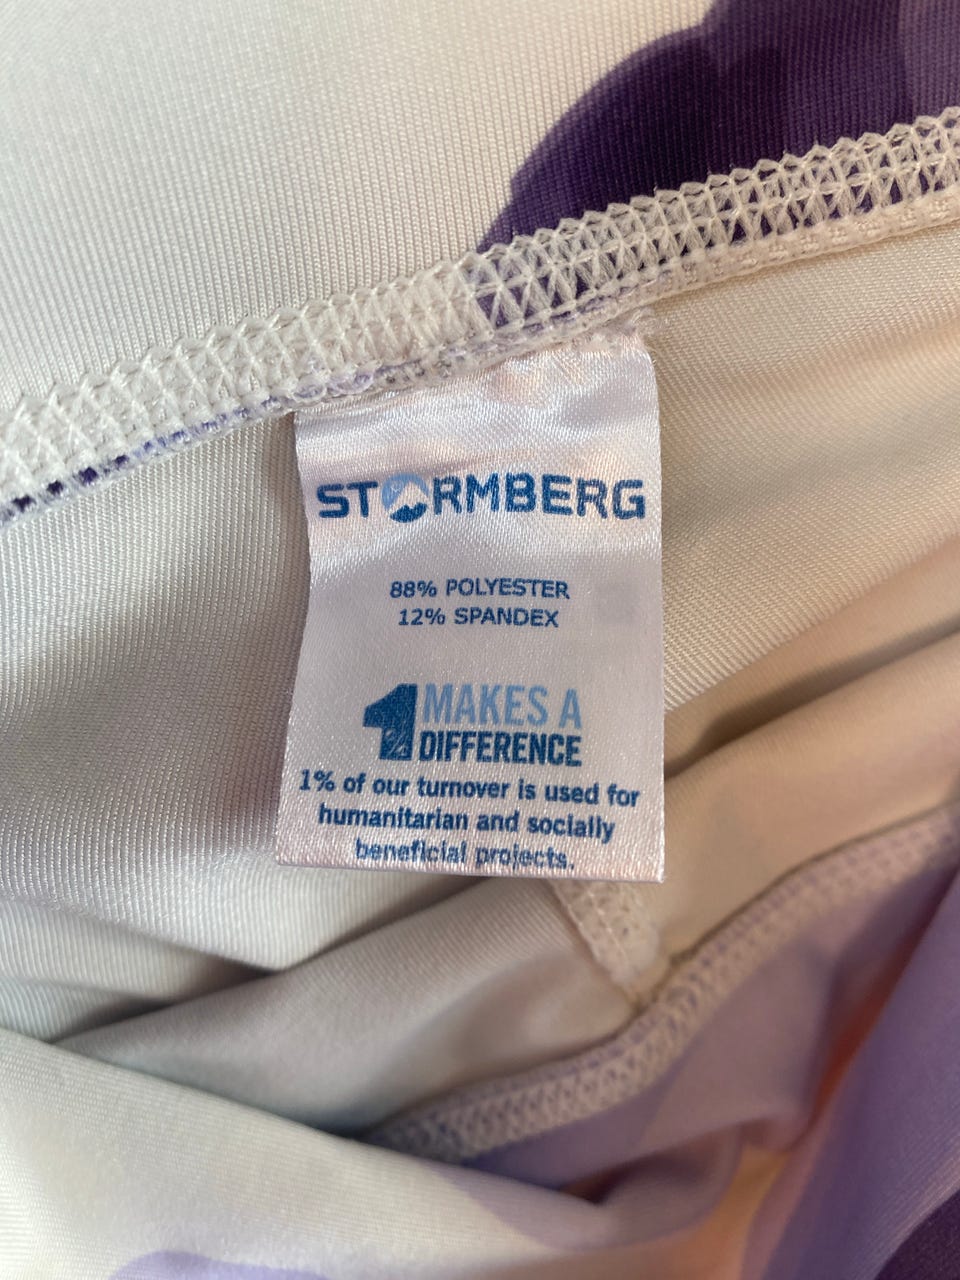 STORMBERG
88% POLYESTER
12% SPANDEX
1% MAKES A
DIFFERENCE
1% of our turnover is used for
humanitarian and socially
beneficial projects.